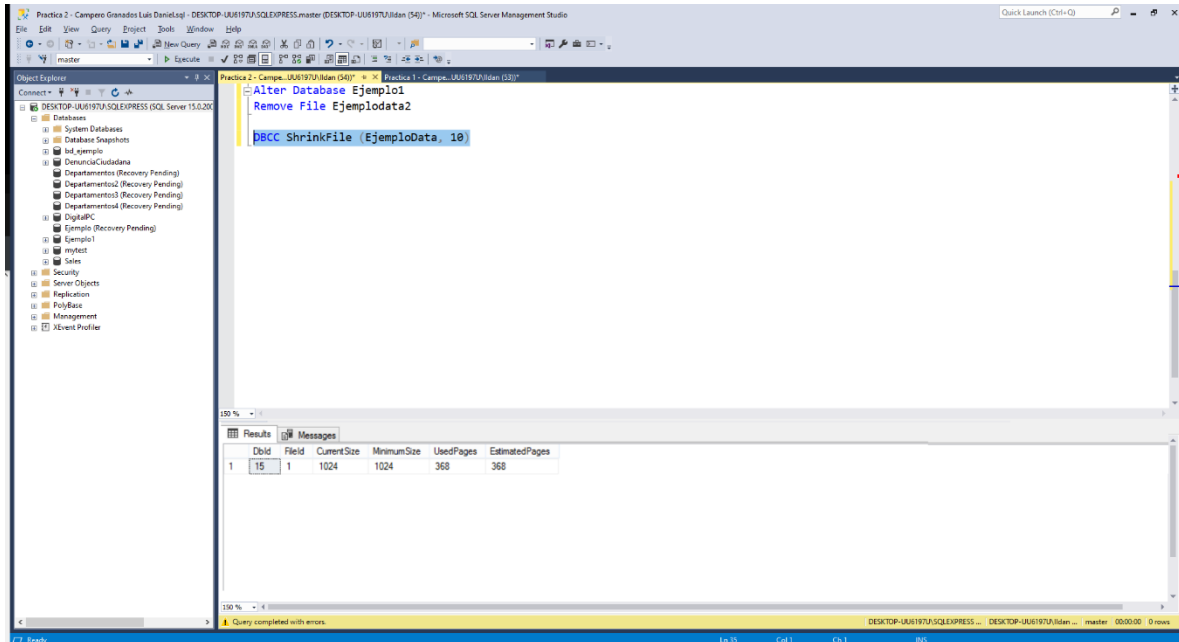 Practica 2 - Campero Granados Luis Daniel.sql - DESKTOP-UU6197U\SQLEXPRESS.master (DESKTOP-UU6197U\Ildan (54))* - Microsoft SQL Server Management Studio
Quick Launch (Ctrl+Q)
File Edit View Query Project Tools Window Help
New Query
master Execute
Object Explorer
Practica 2 - Campe...UU6197U\Ildan (54))* Practica 1 - Campe...UU6197U\Ildan (53))*
Connect
Alter Database Ejemplo1
Remove File Ejemplodata2
DBCC ShrinkFile (EjemploData, 10)
DESKTOP-UU6197U\SQLEXPRESS (SQL Server 15.0.200
Databases
System Databases
Database Snapshots
bd_ejemplo
DenunciaCiudadana
Departamentos (Recovery Pending)
Departamentos2 (Recovery Pending)
Departamentos3 (Recovery Pending)
Departamentos4 (Recovery Pending)
DigitalPC
Ejemplo (Recovery Pending)
Ejemplo1
mytest
Sales
Security
Server Objects
Replication
PolyBase
Management
XEvent Profiler
150 %
Results Messages
DbId FileId CurrentSize MinimumSize UsedPages EstimatedPages
1 15 1 1024 1024 368 368
150 %
Query completed with errors.
DESKTOP-UU6197U\SQLEXPRESS ... DESKTOP-UU6197U\Ildan ... master 00:00:00 0 rows
Ready Ln 35 Col 1 Ch 1 INS